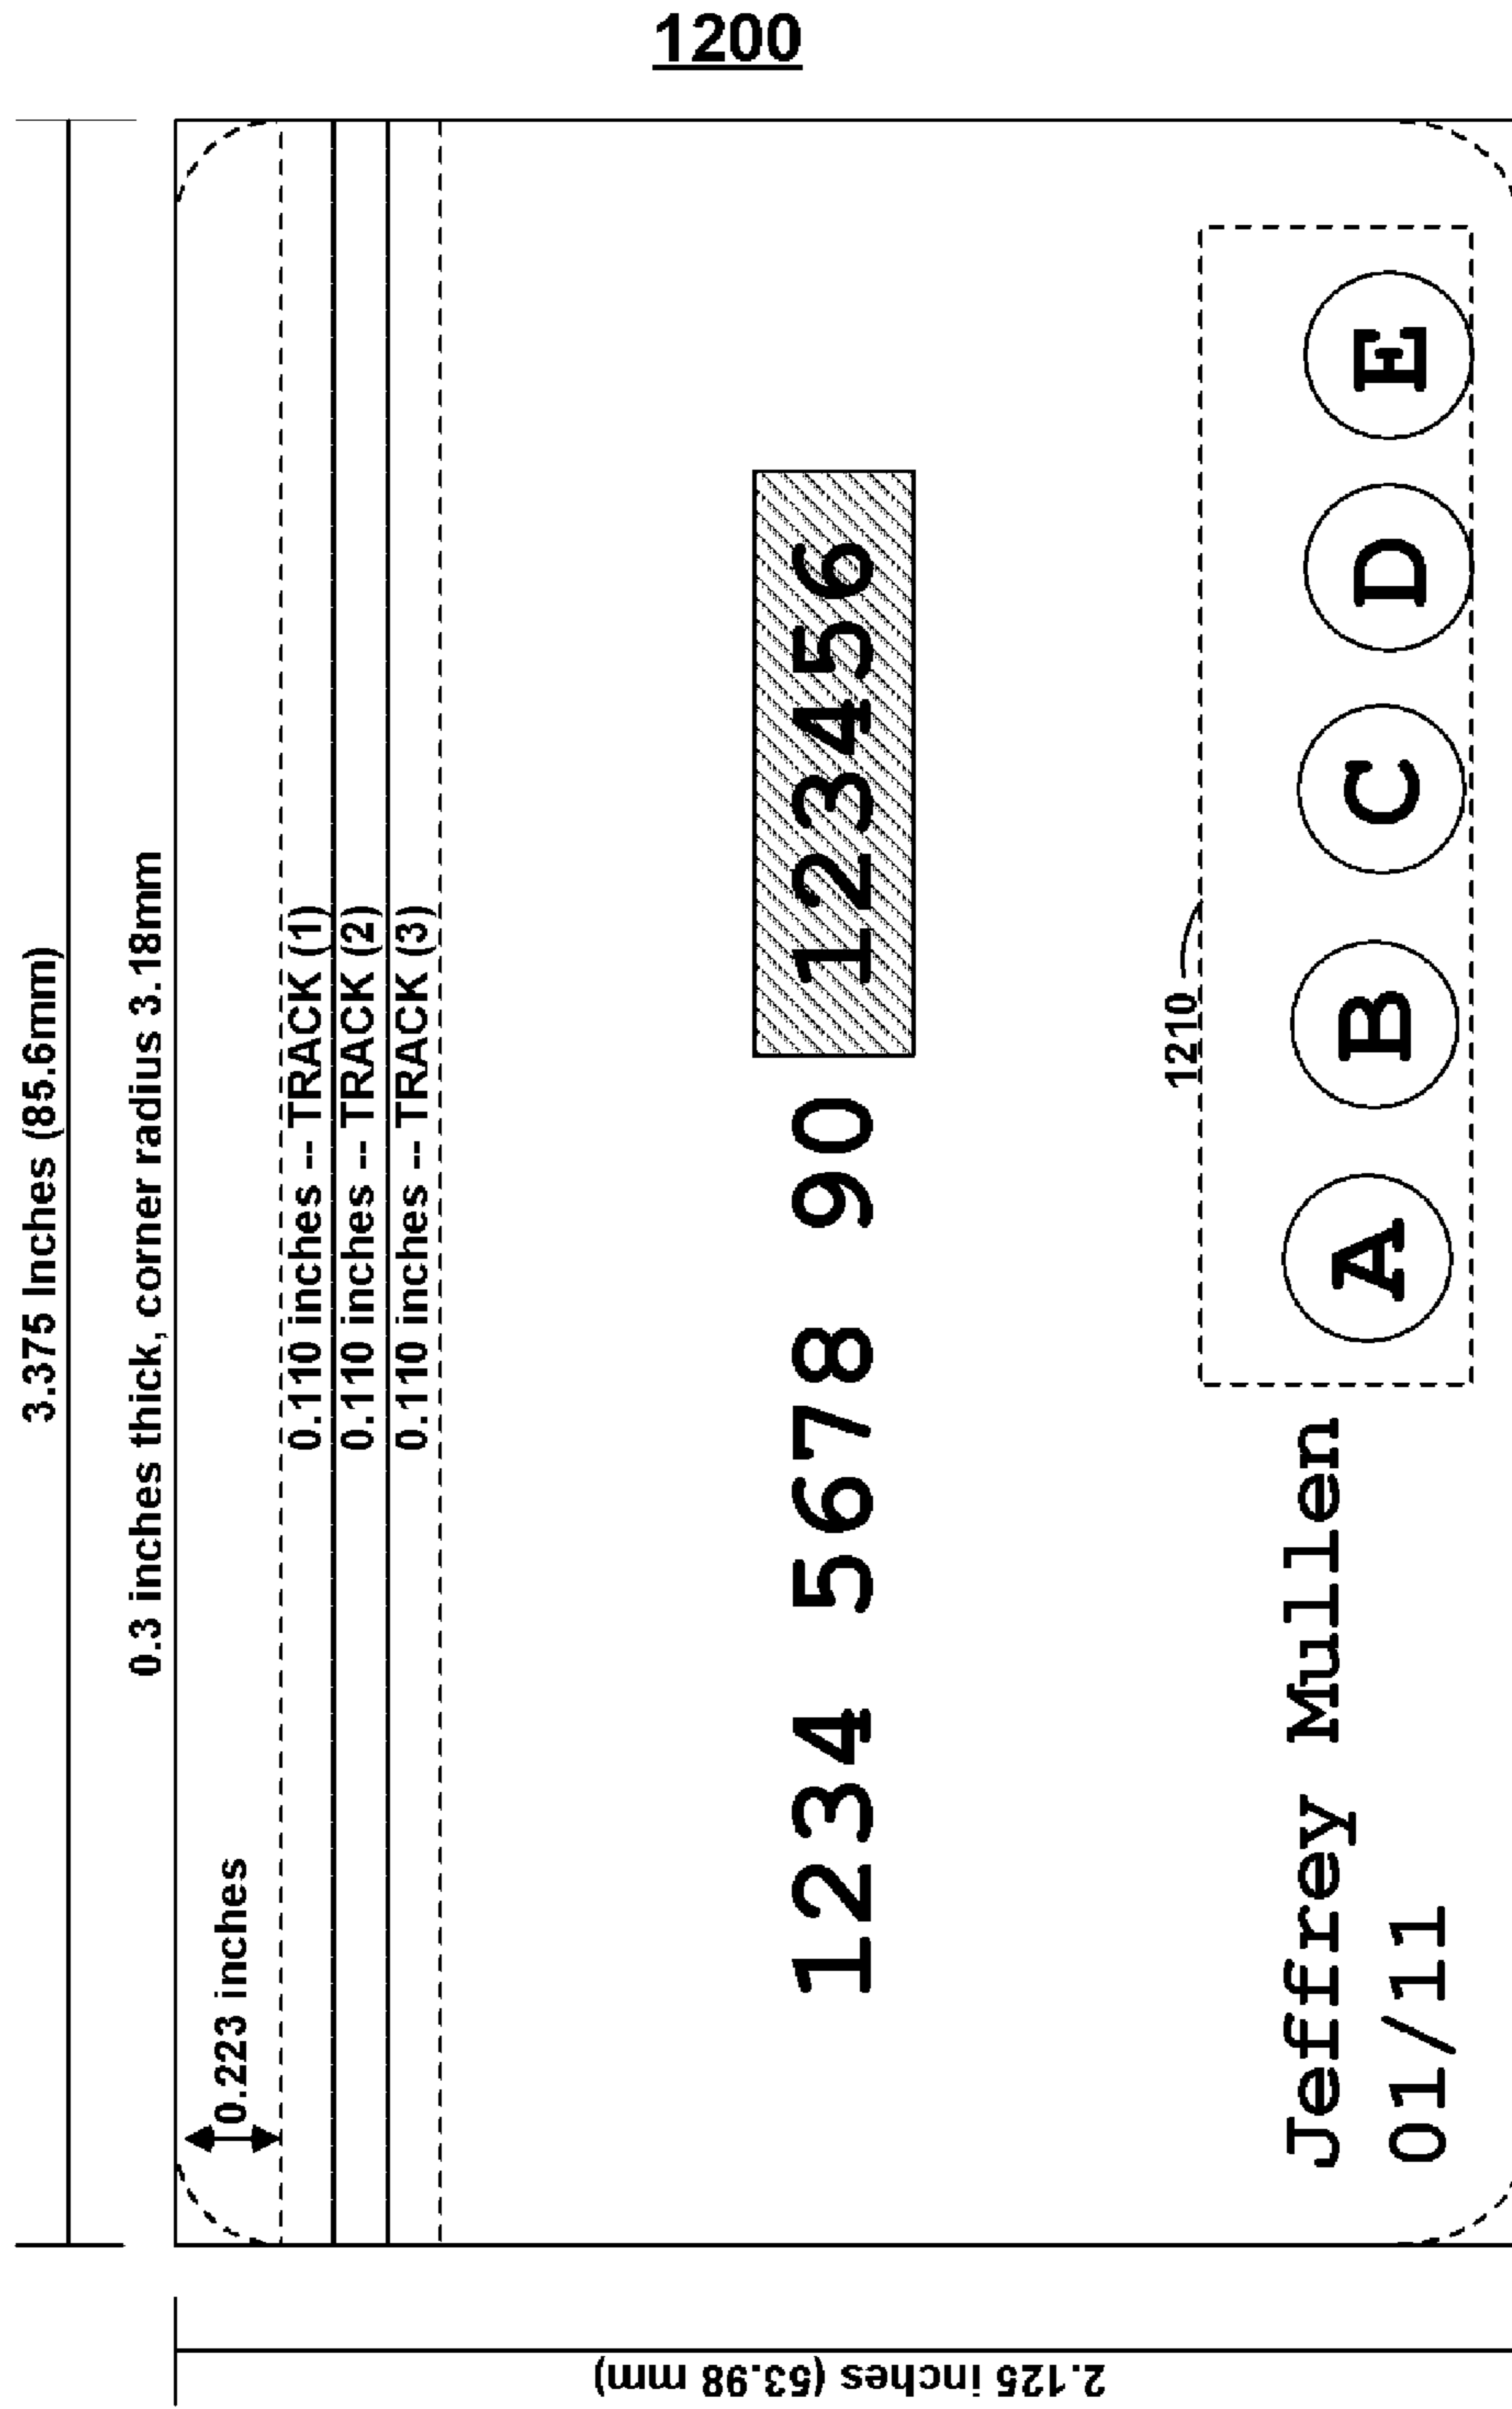 1200
3.375 Inches (85.6mm)
0.3 inches thick, corner radius 3.18mm
0.223 inches
0.110 inches -- TRACK (1)
0.110 inches -- TRACK (2)
0.110 inches -- TRACK (3)
1234 5678 90 123456
1210
Jeffrey Mullen
01/11
A B C D E
2.125 inches (53.98 mm)